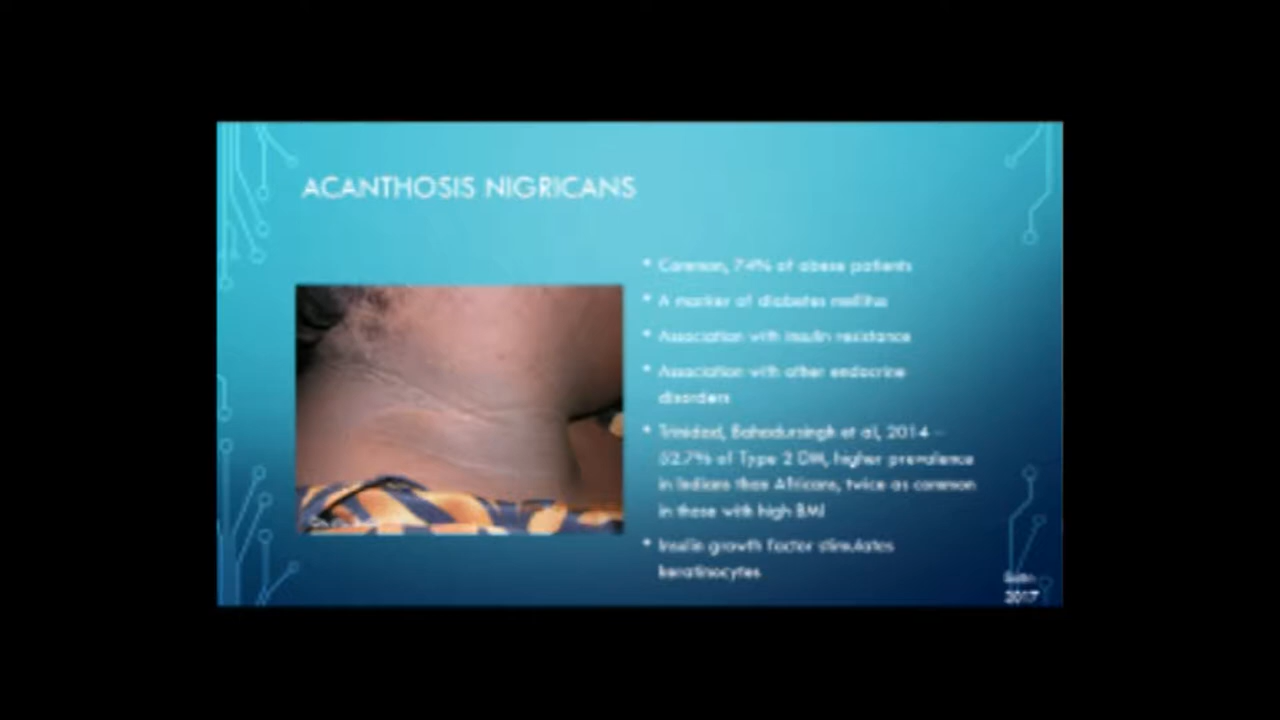 ACANTHOSIS NIGRICANS
* Common, 74% of obese patients
* A marker of diabetes mellitus
* Association with insulin resistance
* Association with other endocrine
disorders
* Trinidad, Bahadursingh et al, 2014 –
52.7% of Type 2 DM, higher prevalence
in Indians than Africans, twice as common
in those with high BMI
* Insulin growth factor stimulates
keratinocytes
2017